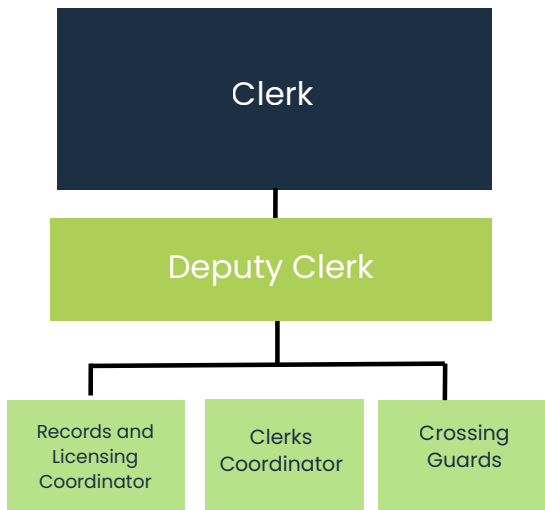 Clerk
Deputy Clerk
Records and
Licensing
Coordinator
Clerks
Coordinator
Crossing
Guards